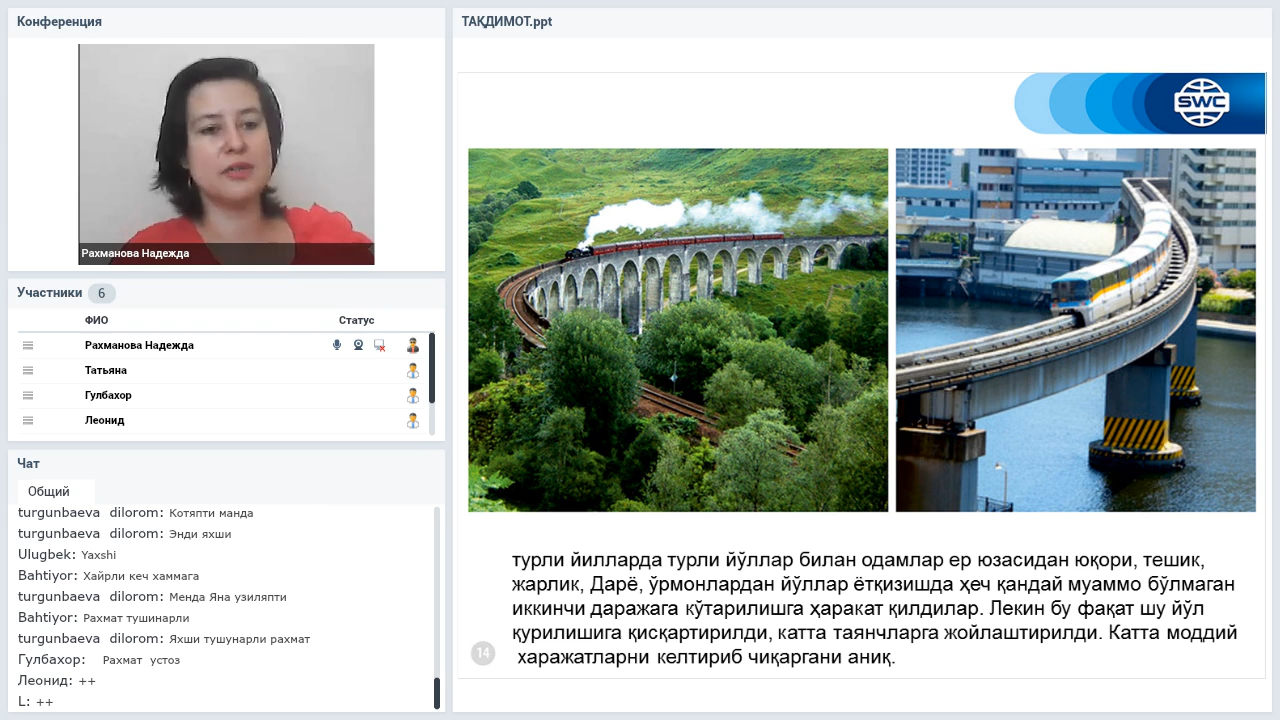 Конференция
Рахманова Надежда
Участники 6
ФИО Статус
Рахманова Надежда
Татьяна
Гулбахор
Леонид
Чат
Общий
turgunbaeva dilorom: Котяпти манда
turgunbaeva dilorom: Энди яхши
Ulugbek: Yaxshi
Bahtiyor: Хайрли кеч хаммага
turgunbaeva dilorom: Менда Яна узиляпти
Bahtiyor: Рахмат тушинарли
turgunbaeva dilorom: Яхши тушунарли рахмат
Гулбахор: Рахмат устоз
Леонид: ++
L: ++
ТАҚДИМОТ.ppt
SWC
турли йилларда турли йўллар билан одамлар ер юзасидан юқори, тешик,
жарлик, Дарё, ўрмонлардан йўллар ётқизишда ҳеч қандай муаммо бўлмаган
иккинчи даражага кўтарилишга ҳаракат қилдилар. Лекин бу фақат шу йўл
қурилишига қисқартирилди, катта таянчларга жойлаштирилди. Катта моддий
харажатларни келтириб чиқаргани аниқ.
14